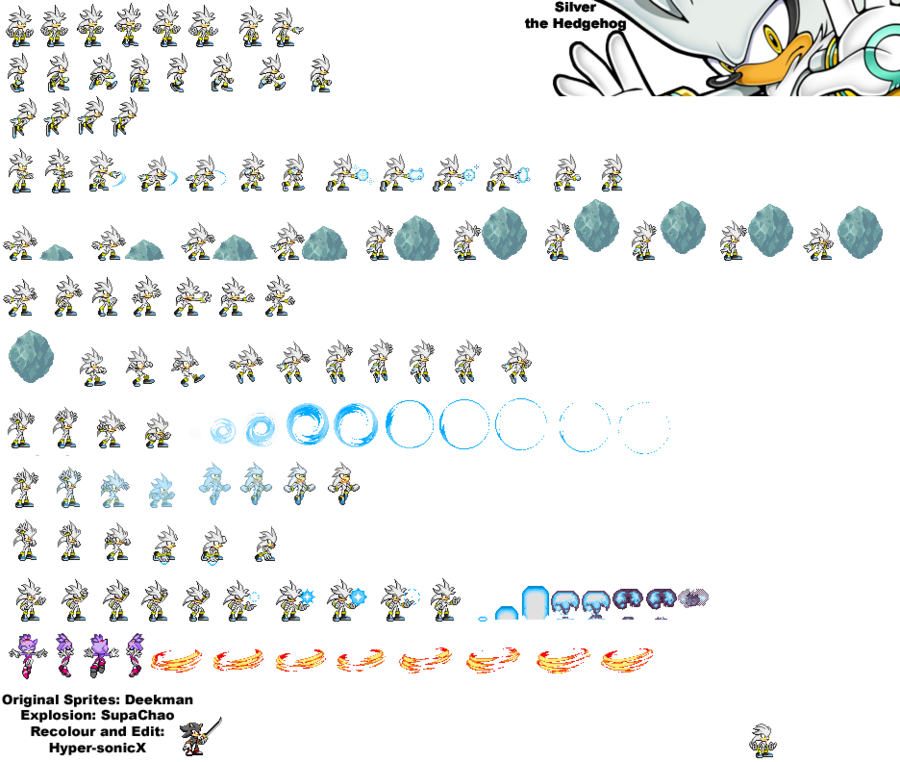 Silver
the Hedgehog
Original Sprites: Deekman
Explosion: SupaChao
Recolour and Edit:
Hyper-sonicX